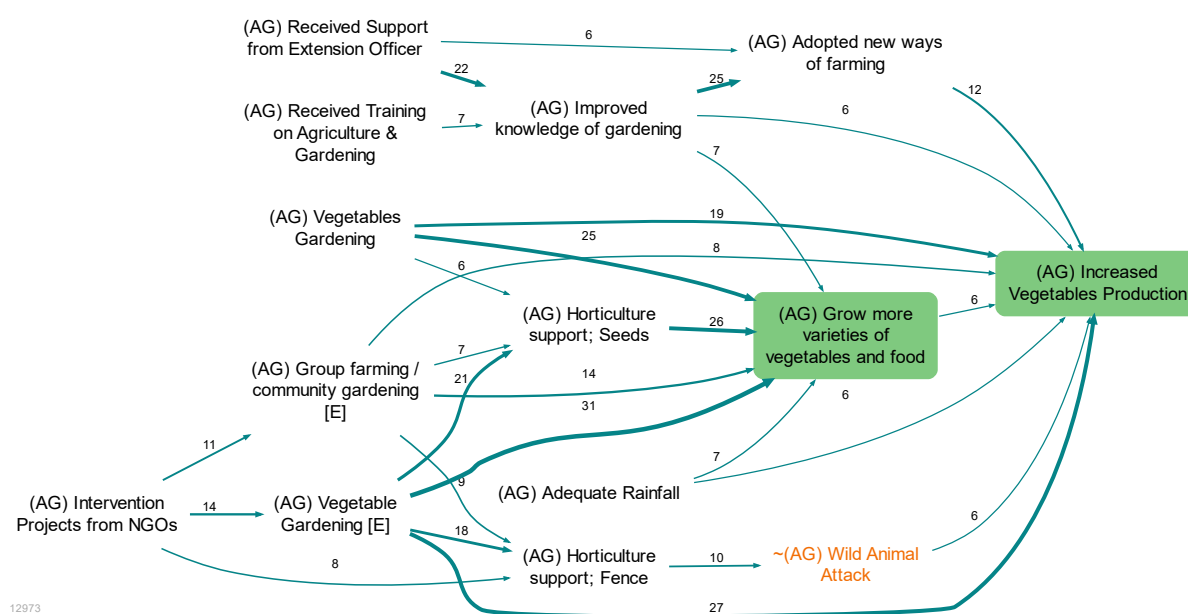 (AG) Received Support
from Extension Officer
6
(AG) Adopted new ways
of farming
22
25
12
(AG) Received Training
on Agriculture &
Gardening
7
(AG) Improved
knowledge of gardening
6
7
(AG) Vegetables
Gardening
19
25
8
6
(AG) Increased
Vegetables Production
(AG) Horticulture
support; Seeds
26
(AG) Grow more
varieties of
vegetables and food
6
(AG) Group farming /
community gardening
[E]
7
21
14
31
6
11
9
7
(AG) Adequate Rainfall
(AG) Intervention
Projects from NGOs
14
(AG) Vegetable
Gardening [E]
18
6
8
(AG) Horticulture
support; Fence
10
~(AG) Wild Animal
Attack
27
12973